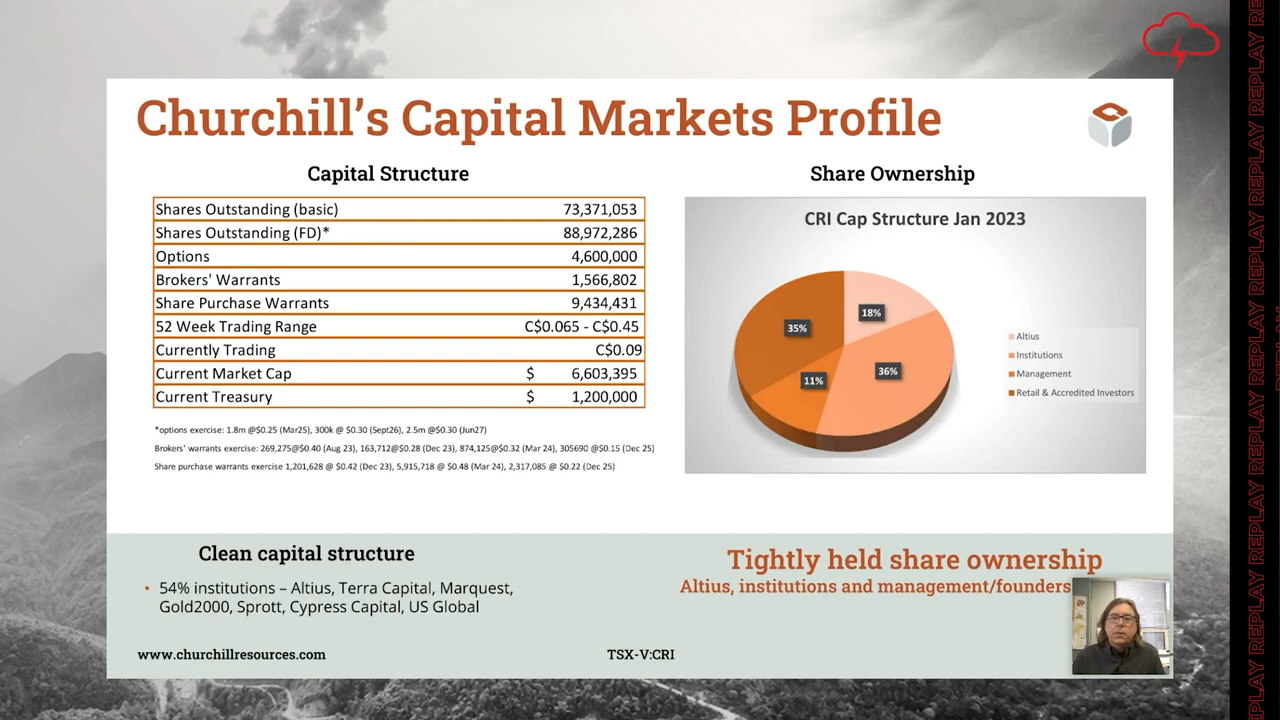 Churchill's Capital Markets Profile
Capital Structure
Shares Outstanding (basic) 73,371,053
Shares Outstanding (FD)* 88,972,286
Options 4,600,000
Brokers' Warrants 1,566,802
Share Purchase Warrants 9,434,431
52 Week Trading Range C$0.065 - C$0.45
Currently Trading C$0.09
Current Market Cap $ 6,603,395
Current Treasury $ 1,200,000
*options exercise: 1.8m @$0.25 (Mar25), 300k @ $0.30 (Sept26), 2.5m @$0.30 (Jun27)
Brokers' warrants exercise: 269,275@$0.40 (Aug 23), 163,712@$0.28 (Dec 23), 874,125@$0.32 (Mar 24), 305690 @$0.15 (Dec 25)
Share purchase warrants exercise 1,201,628 @ $0.42 (Dec 23), 5,915,718 @ $0.48 (Mar 24), 2,317,085 @ $0.22 (Dec 25)
Share Ownership
CRI Cap Structure Jan 2023
18%
35%
36%
11%
Altius
Institutions
Management
Retail & Accredited Investors
Clean capital structure
• 54% institutions – Altius, Terra Capital, Marquest,
Gold2000, Sprott, Cypress Capital, US Global
Tightly held share ownership
Altius, institutions and management/founders
www.churchillresources.com
TSX-V:CRI
REPLAY REPLAY REPLAY REPLAY REPLAY REPLAY REPLAY